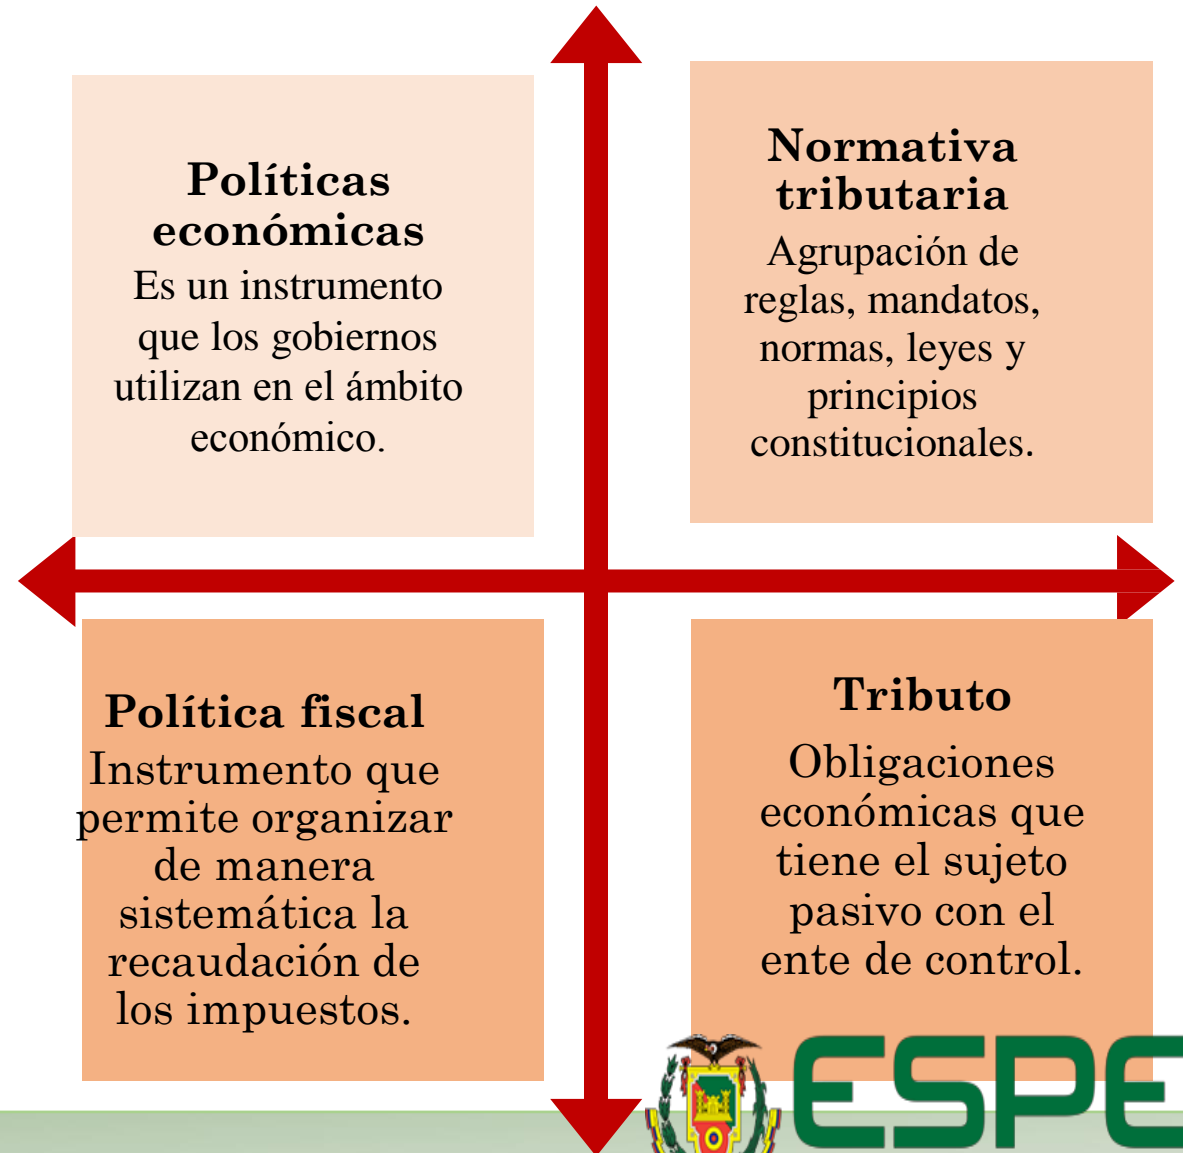 Políticas
económicas
Es un instrumento
que los gobiernos
utilizan en el ámbito
económico.
Normativa
tributaria
Agrupación de
reglas, mandatos,
normas, leyes y
principios
constitucionales.
Política fiscal
Instrumento que
permite organizar
de manera
sistemática la
recaudación de
los impuestos.
Tributo
Obligaciones
económicas que
tiene el sujeto
pasivo con el
ente de control.
ESPE